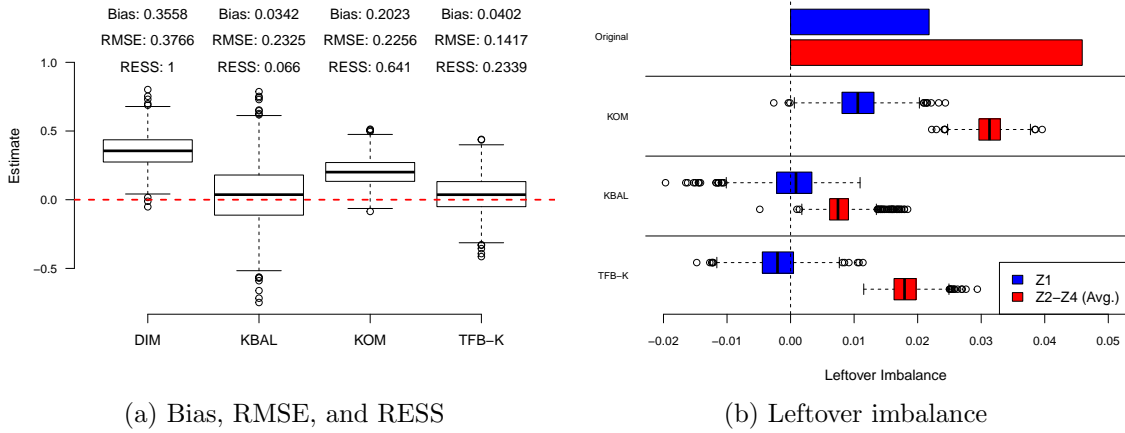 Bias: 0.3558 Bias: 0.0342 Bias: 0.2023 Bias: 0.0402
RMSE: 0.3766 RMSE: 0.2325 RMSE: 0.2256 RMSE: 0.1417
RESS: 1 RESS: 0.066 RESS: 0.641 RESS: 0.2339
Estimate
1.0
0.5
0.0
−0.5
DIM KBAL KOM TFB−K
(a) Bias, RMSE, and RESS
Original
KOM
KBAL
TFB−K
Z1
Z2−Z4 (Avg.)
−0.02 −0.01 0.00 0.01 0.02 0.03 0.04 0.05
Leftover Imbalance
(b) Leftover imbalance